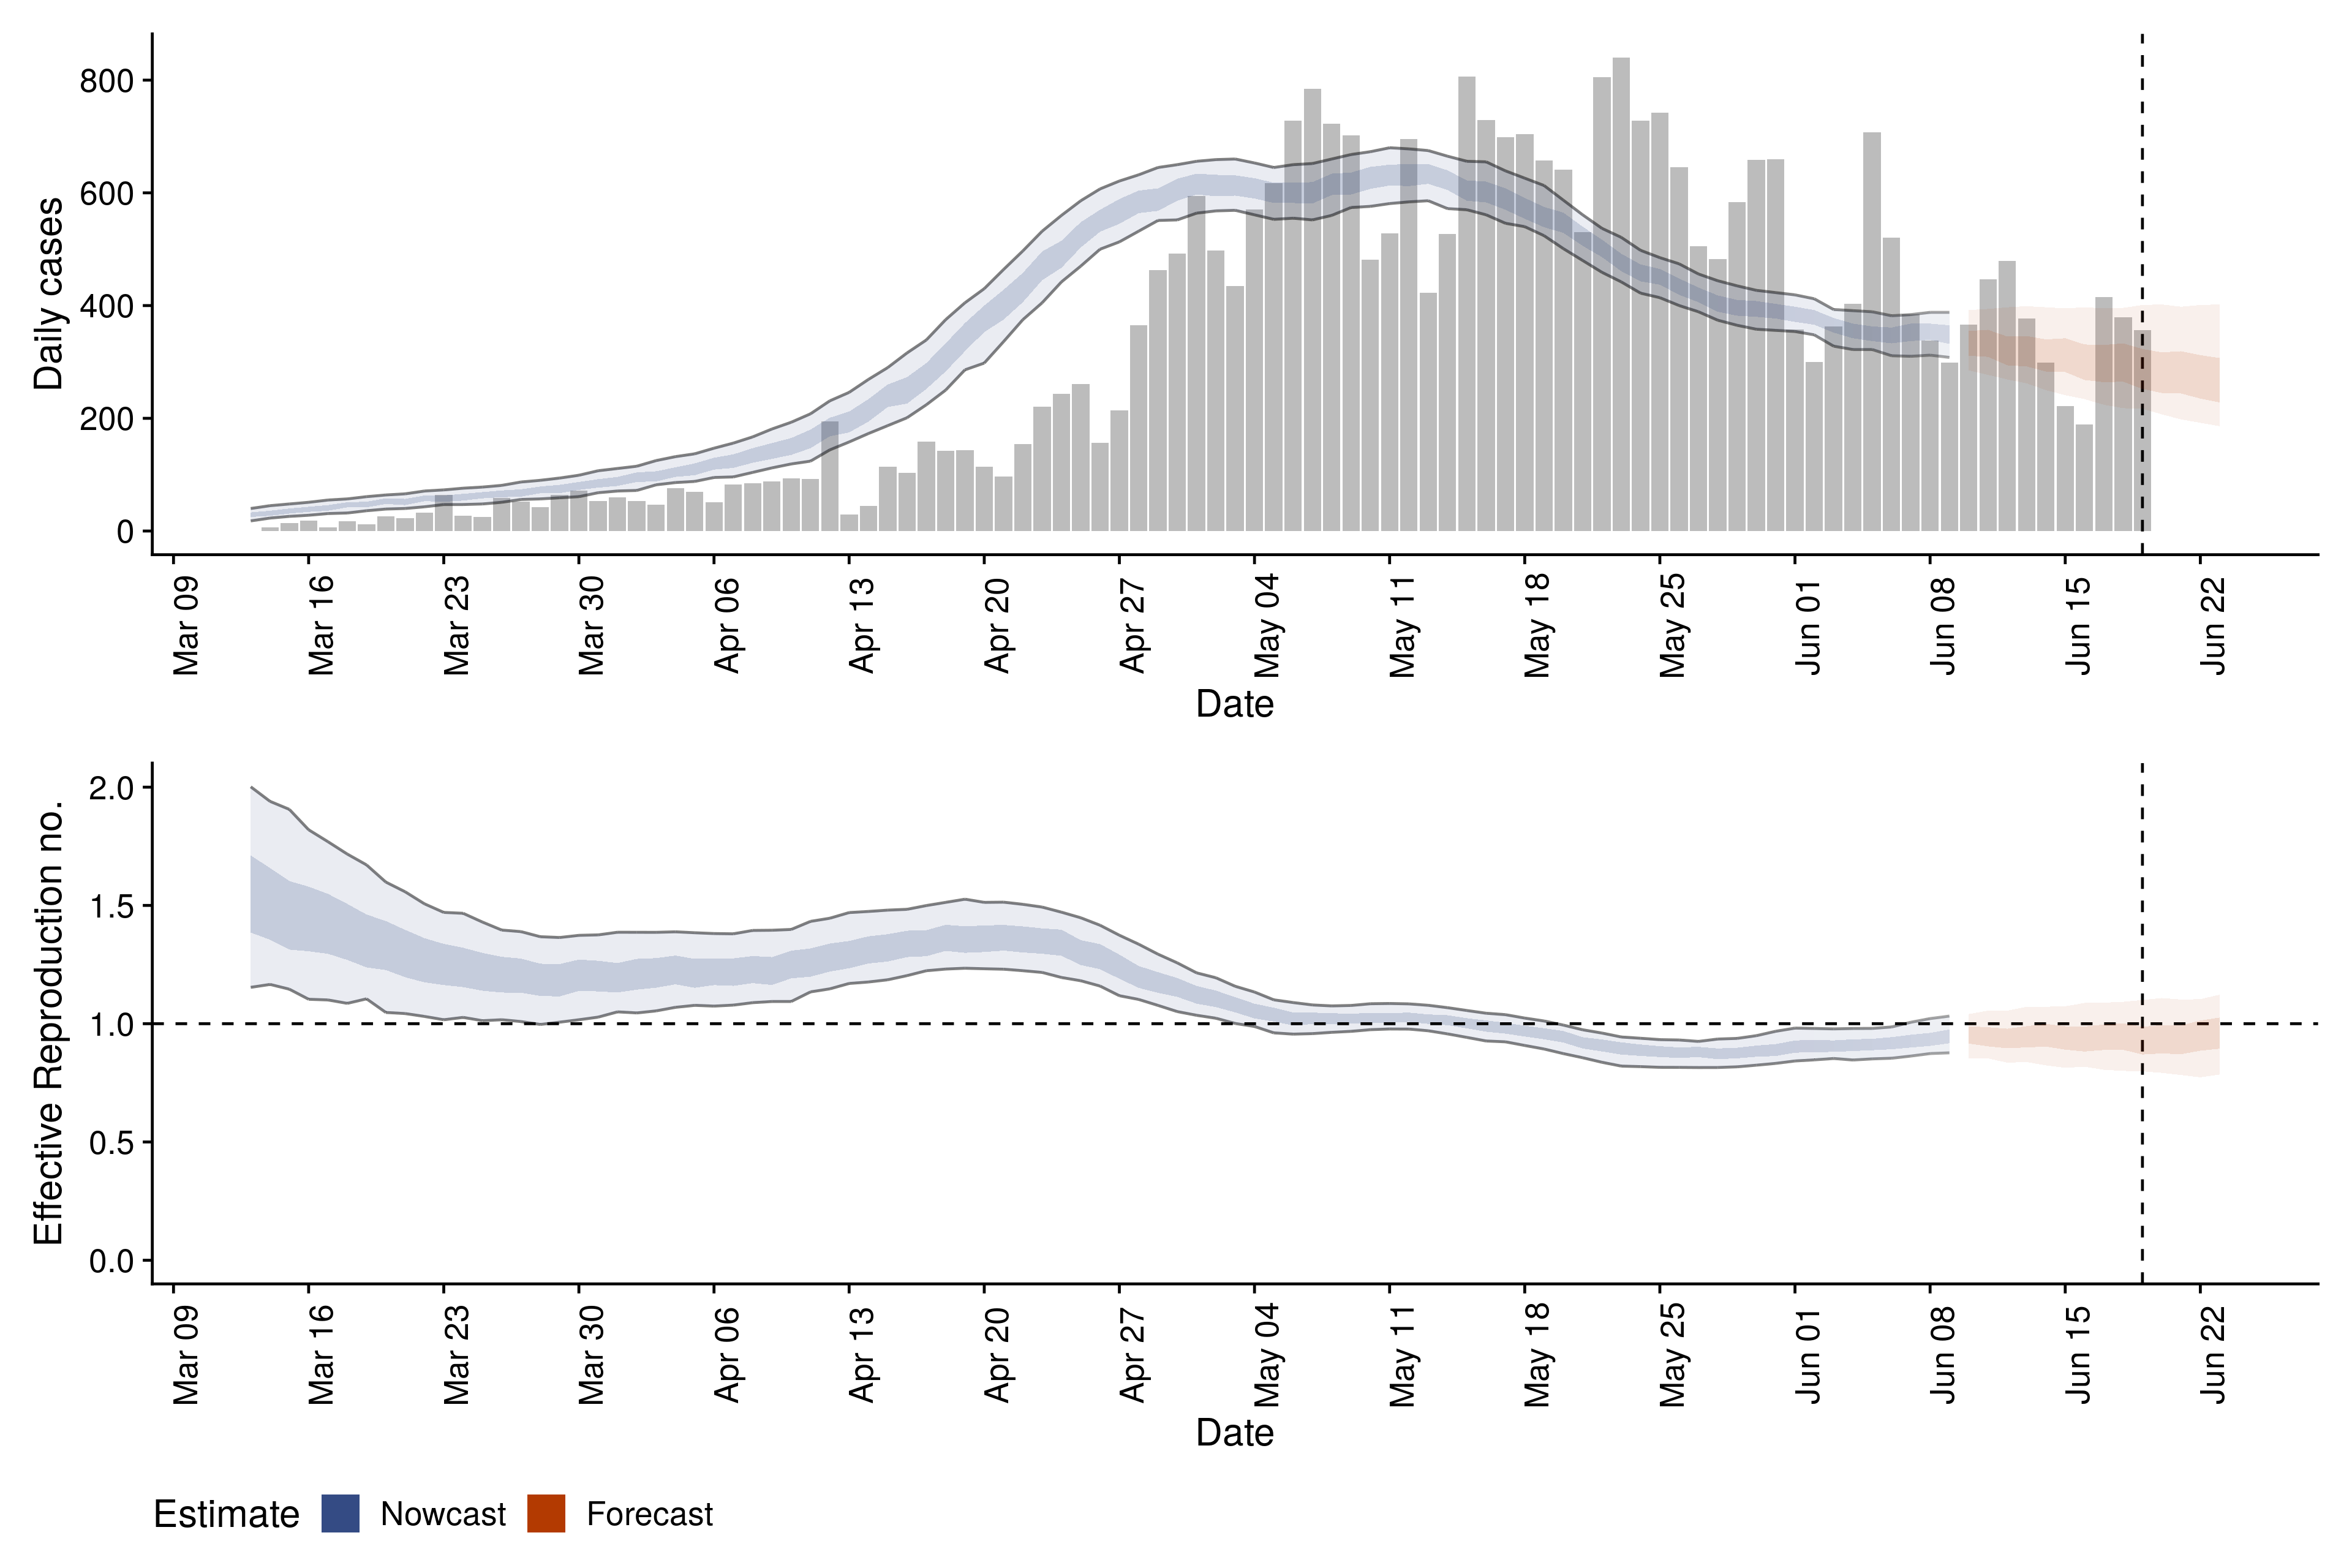 Daily cases
800
600
400
200
0
Mar 09 Mar 16 Mar 23 Mar 30 Apr 06 Apr 13 Apr 20 Apr 27 May 04 May 11 May 18 May 25 Jun 01 Jun 08 Jun 15 Jun 22
Date
Effective Reproduction no.
2.0
1.5
1.0
0.5
0.0
Mar 09 Mar 16 Mar 23 Mar 30 Apr 06 Apr 13 Apr 20 Apr 27 May 04 May 11 May 18 May 25 Jun 01 Jun 08 Jun 15 Jun 22
Date
Estimate Nowcast Forecast